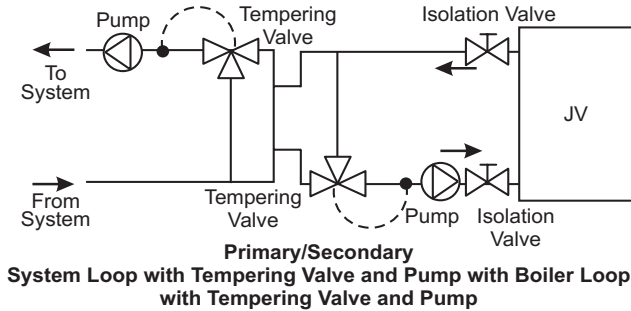 Pump
Tempering
Valve
Isolation Valve
To
System
JV
From
System
Tempering
Valve
Pump
Isolation
Valve
Primary/Secondary
System Loop with Tempering Valve and Pump with Boiler Loop
with Tempering Valve and Pump